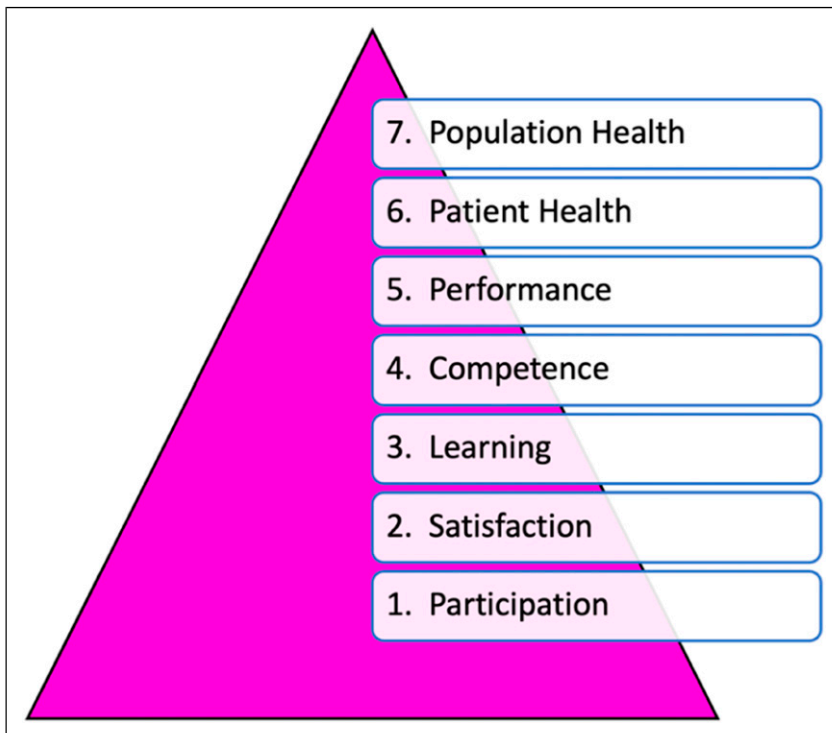 7. Population Health
6. Patient Health
5. Performance
4. Competence
3. Learning
2. Satisfaction
1. Participation